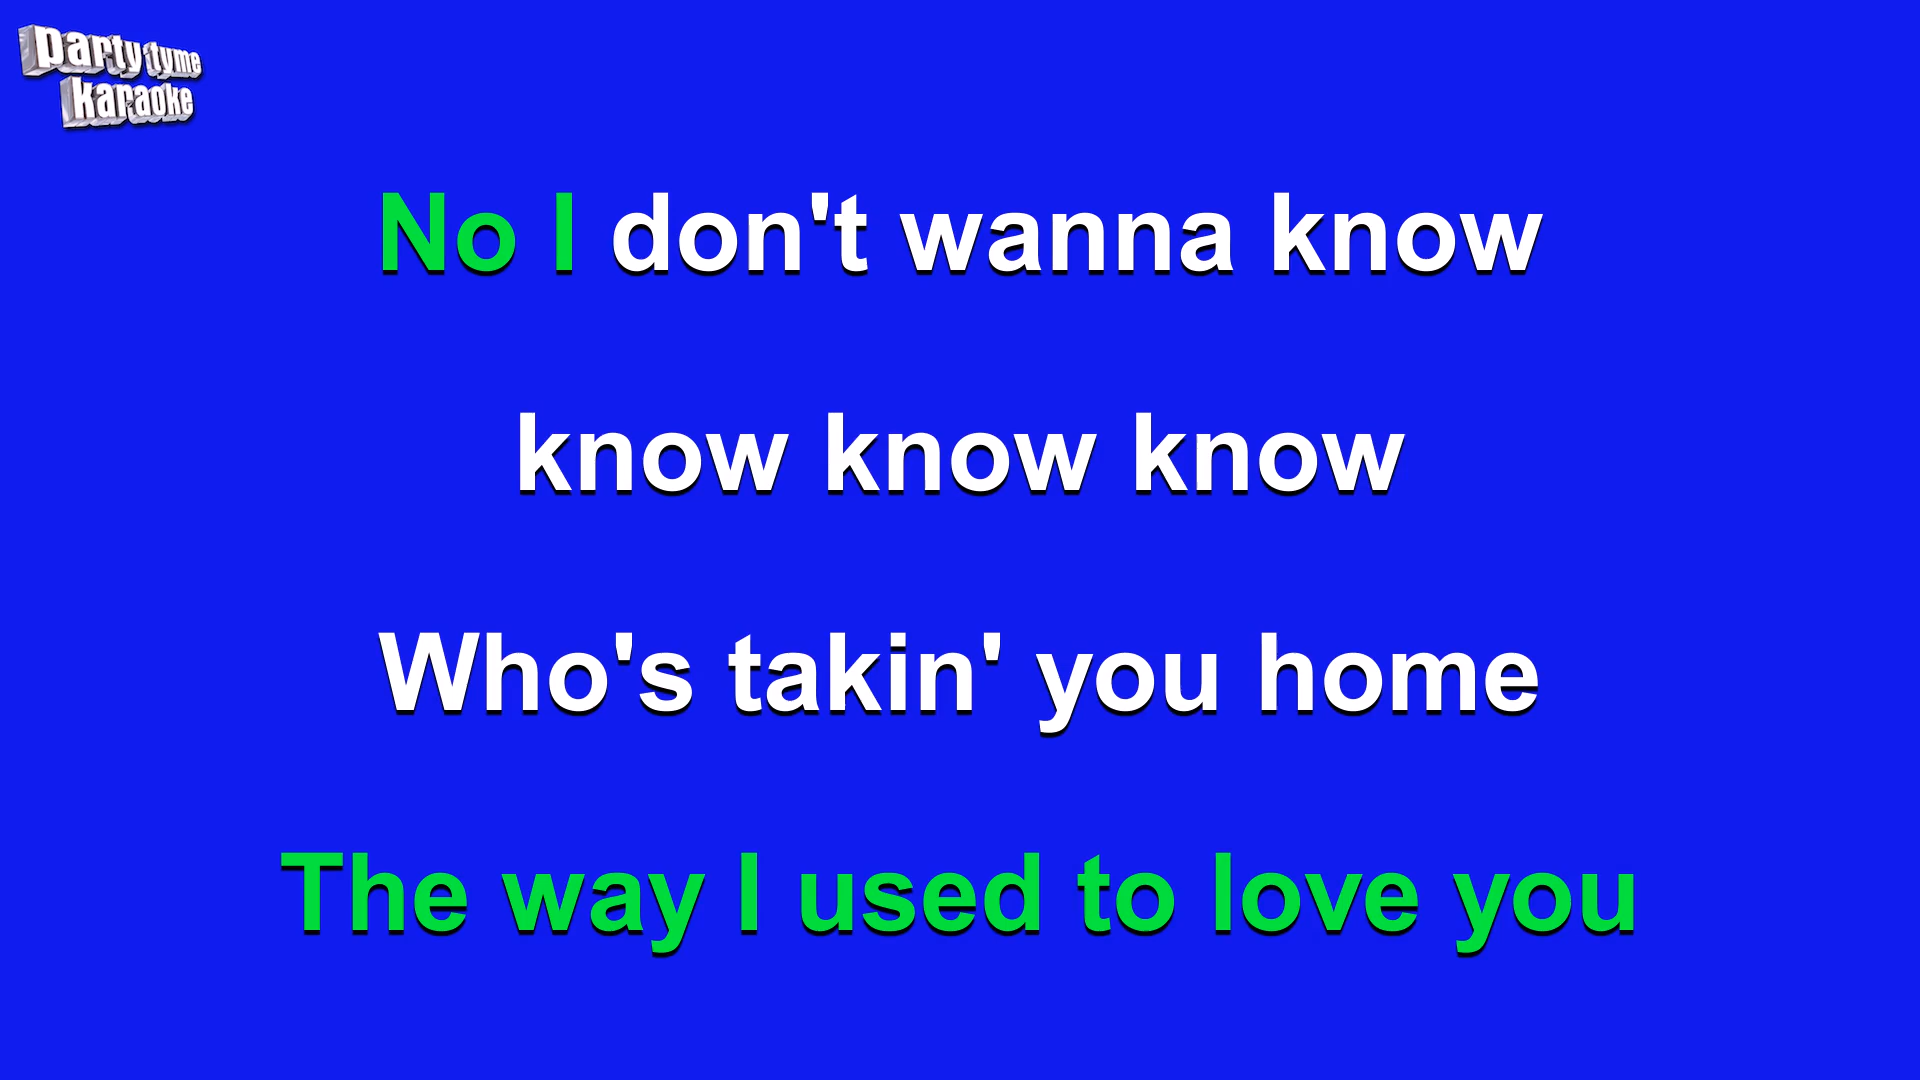 party tyme
karaoke
No I don't wanna know
know know know
Who's takin' you home
The way I used to love you